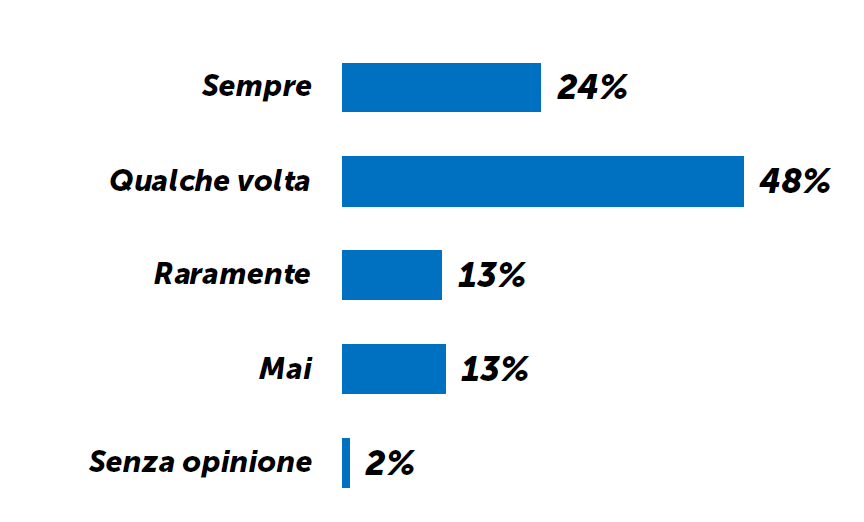 Sempre 24%
Qualche volta 48%
Raramente 13%
Mai 13%
Senza opinione 2%